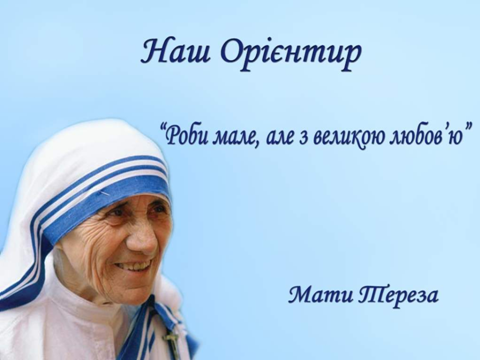 Наш Орієнтир
“Роби мале, але з великою любов’ю”
Мати Тереза